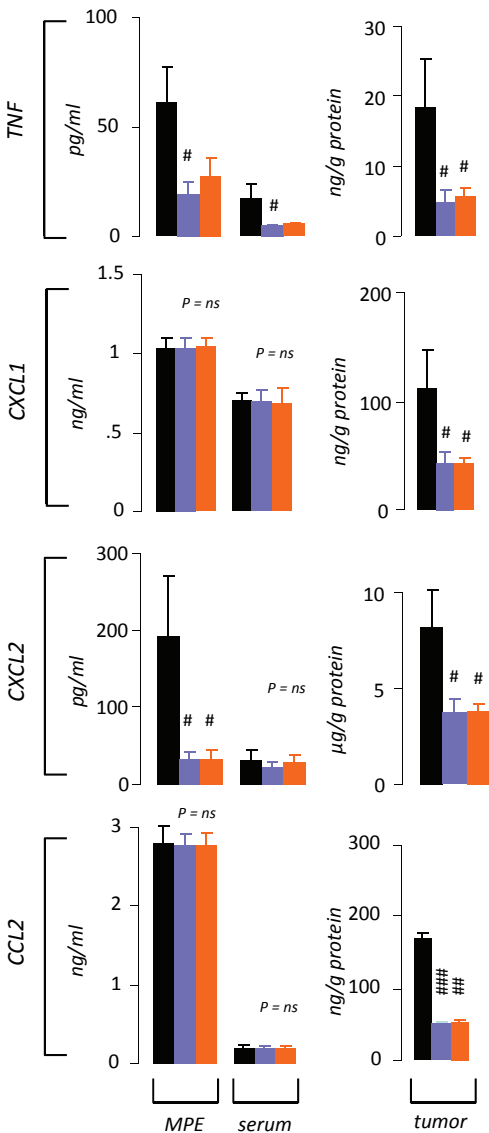 TNF
pg/ml
100
50
0
#
#
ng/g protein
30
20
10
0
#
#
CXCL1
ng/ml
1.5
1
.5
0
P = ns
P = ns
ng/g protein
200
100
0
#
#
CXCL2
pg/ml
300
200
100
0
#
#
P = ns
µg/g protein
10
5
0
#
#
CCL2
ng/ml
3
2
1
0
P = ns
P = ns
ng/g protein
300
200
100
0
###
##
MPE
serum
tumor